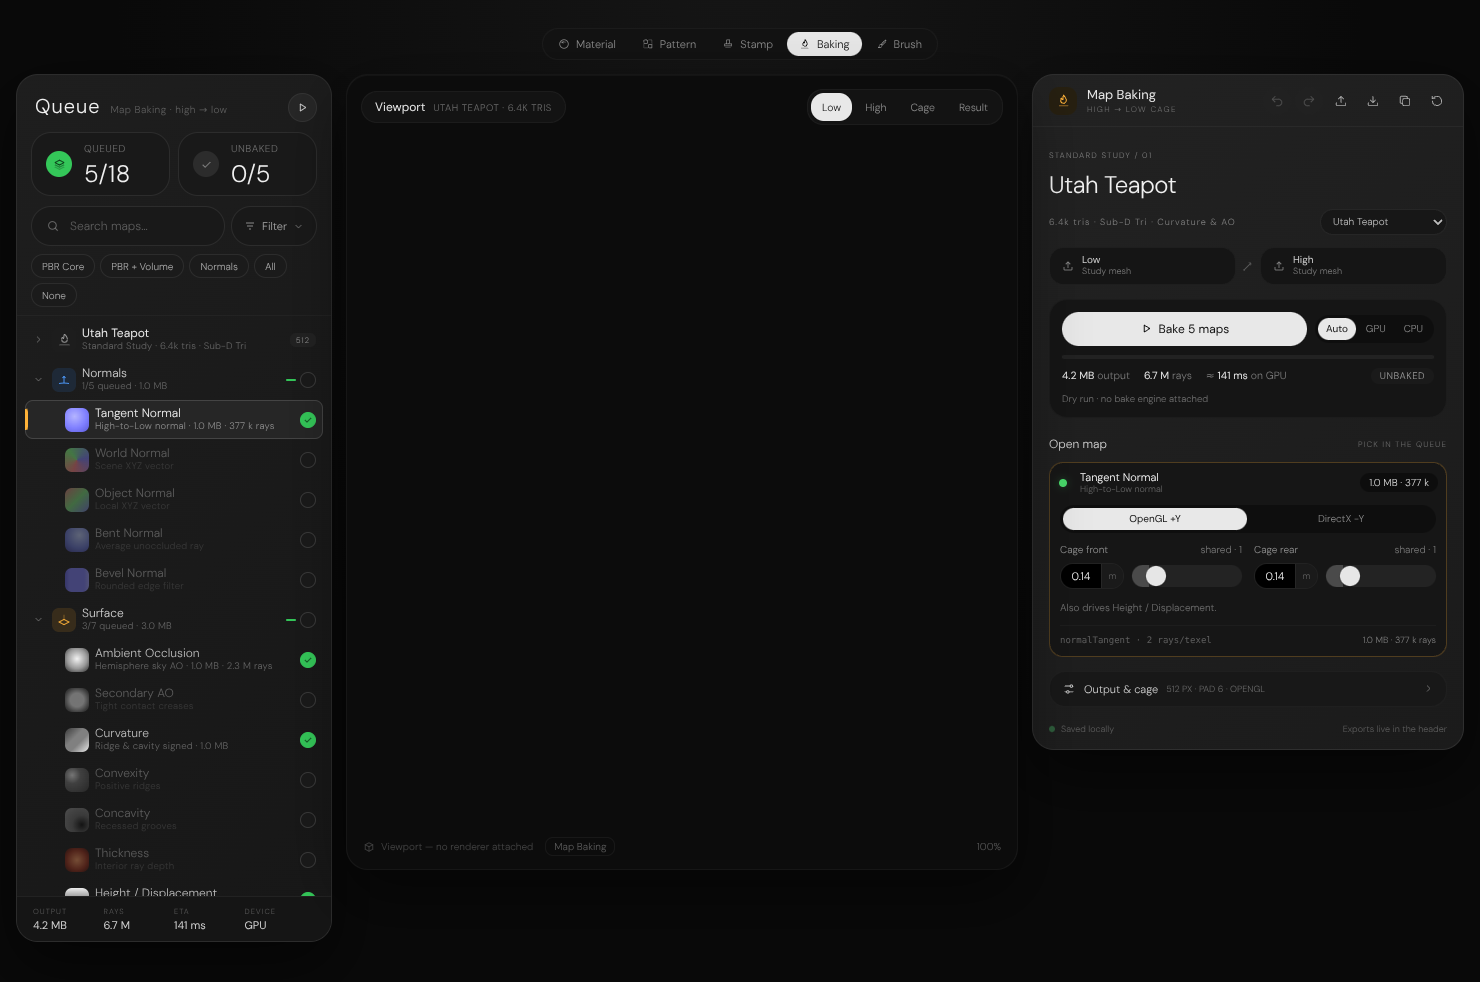 Material
Pattern
Stamp
Baking
Brush
Queue
Map Baking · high → low
QUEUED
5/18
UNBAKED
0/5
Search maps...
Filter
PBR Core
PBR + Volume
Normals
All
None
Utah Teapot
Standard Study · 6.4k tris · Sub-D Tri
512
Normals
1/5 queued · 1.0 MB
Tangent Normal
High-to-Low normal · 1.0 MB · 377 k rays
World Normal
Scene XYZ vector
Object Normal
Local XYZ vector
Bent Normal
Average unoccluded ray
Bevel Normal
Rounded edge filter
Surface
3/7 queued · 3.0 MB
Ambient Occlusion
Hemisphere sky AO · 1.0 MB · 2.3 M rays
Secondary AO
Tight contact creases
Curvature
Ridge & cavity signed · 1.0 MB
Convexity
Positive ridges
Concavity
Recessed grooves
Thickness
Interior ray depth
Height / Displacement
OUTPUT
4.2 MB
RAYS
6.7 M
ETA
141 ms
DEVICE
GPU
Viewport UTAH TEAPOT · 6.4K TRIS
Low
High
Cage
Result
Viewport — no renderer attached
Map Baking
100%
Map Baking
HIGH → LOW CAGE
STANDARD STUDY / 01
Utah Teapot
6.4k tris · Sub-D Tri · Curvature & AO
Utah Teapot
Low
Study mesh
High
Study mesh
Bake 5 maps
Auto
GPU
CPU
4.2 MB output
6.7 M rays
≈ 141 ms on GPU
UNBAKED
Dry run · no bake engine attached
Open map
PICK IN THE QUEUE
Tangent Normal
High-to-Low normal
1.0 MB · 377 k
OpenGL +Y
DirectX -Y
Cage front
shared · 1
Cage rear
shared · 1
0.14 m
0.14 m
Also drives Height / Displacement.
normalTangent · 2 rays/texel
1.0 MB · 377 k rays
Output & cage 512 PX · PAD 6 · OPENGL
Saved locally
Exports live in the header